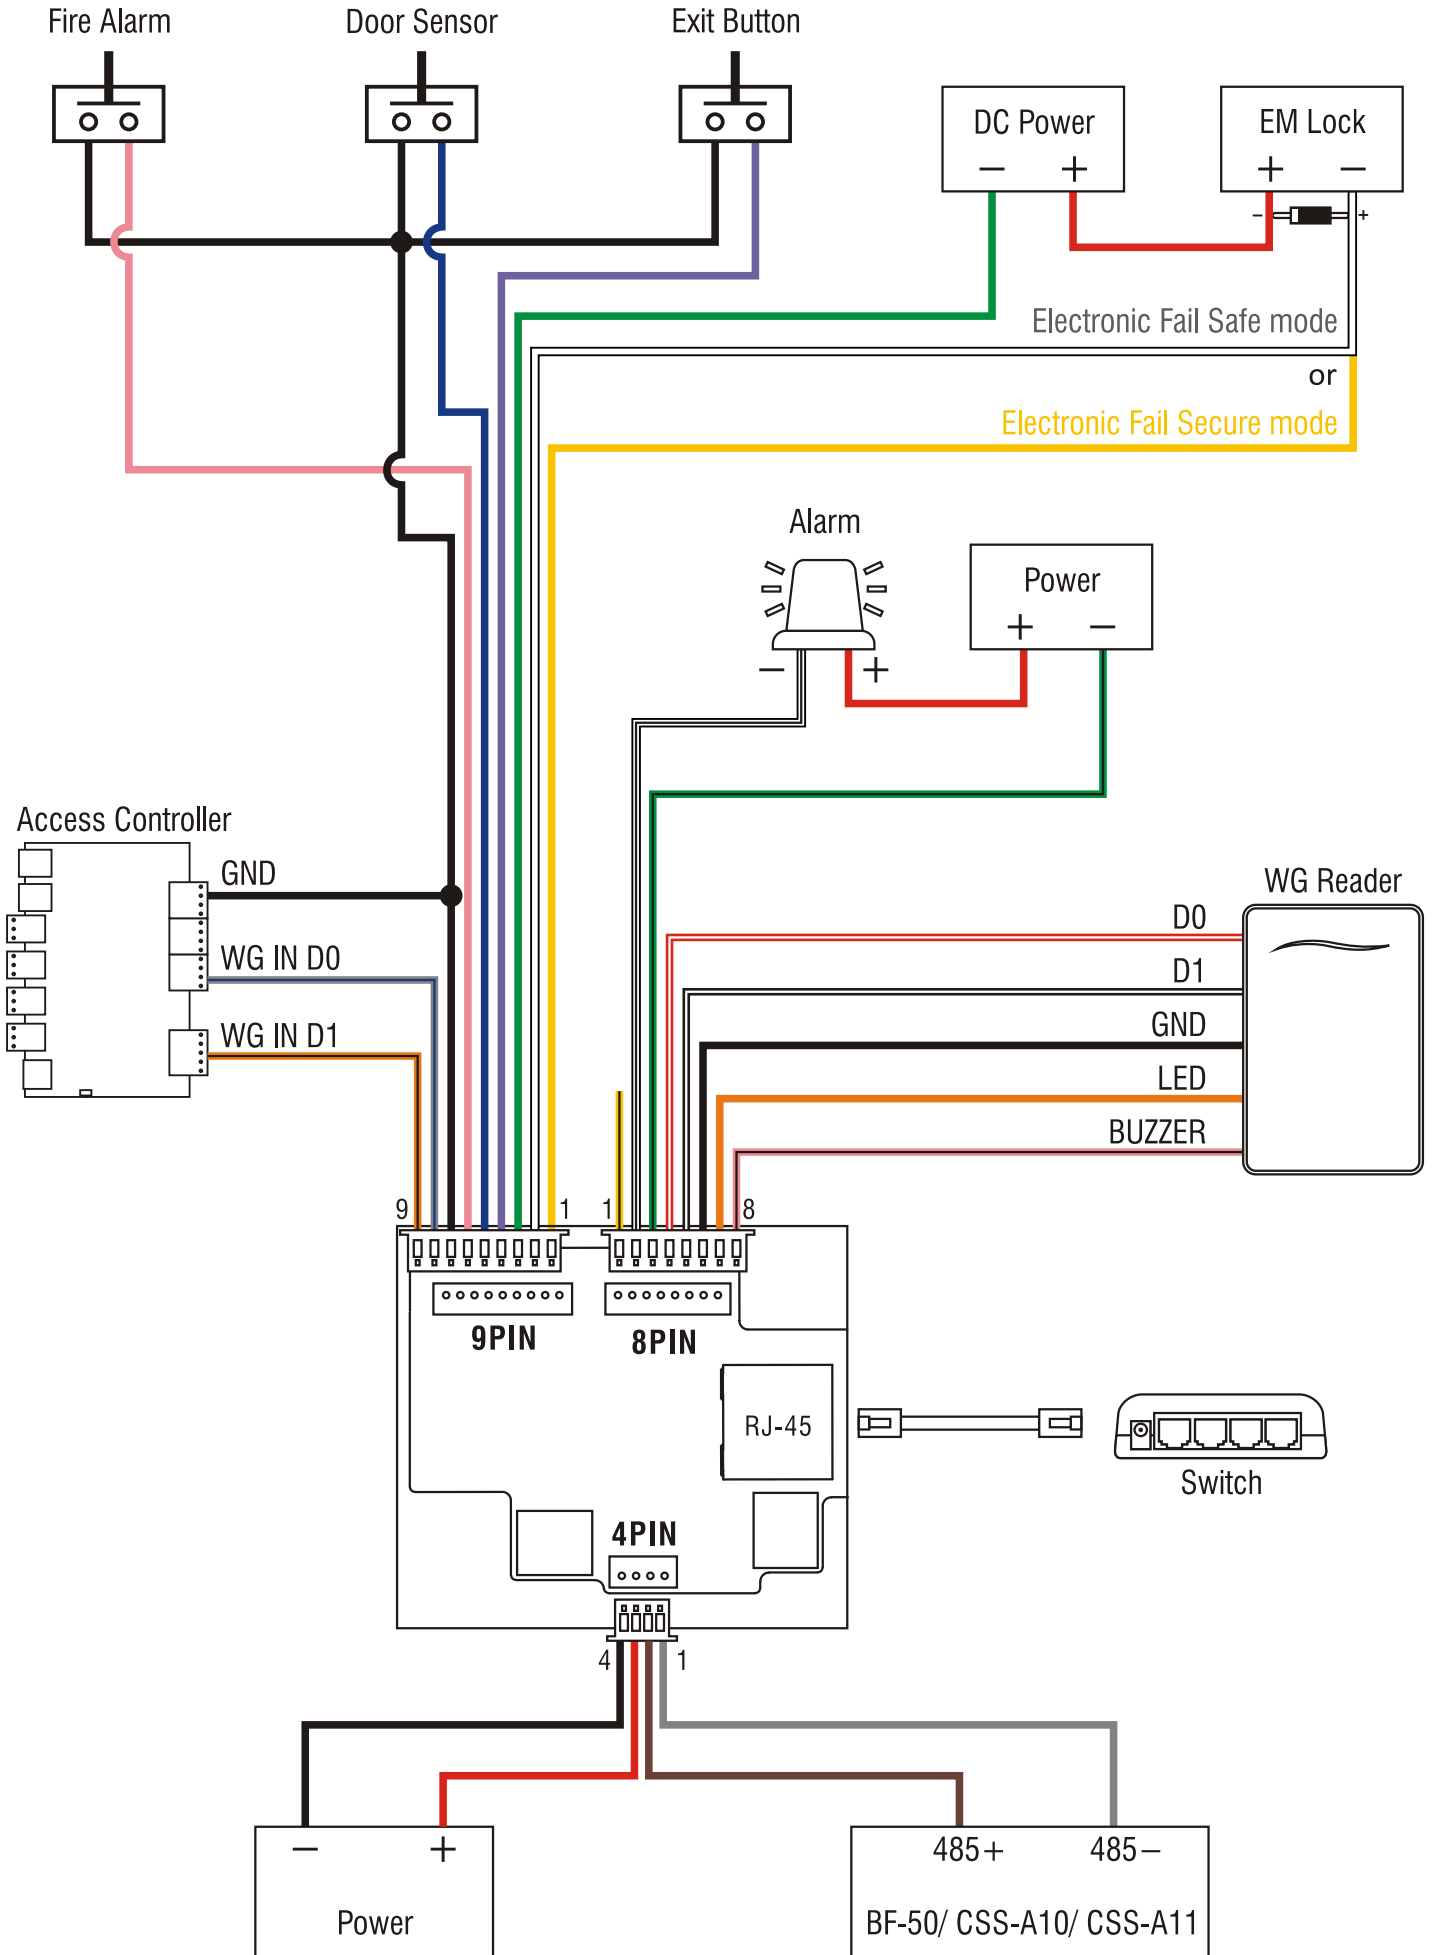 Fire Alarm
Door Sensor
Exit Button
DC Power
− +
EM Lock
+ −
- +
Electronic Fail Safe mode
or
Electronic Fail Secure mode
Alarm
− +
Power
+ −
Access Controller
GND
WG IN D0
WG IN D1
WG Reader
D0
D1
GND
LED
BUZZER
9 1 1 8
9PIN
8PIN
RJ-45
Switch
4PIN
4 1
− +
Power
485+ 485−
BF-50/ CSS-A10/ CSS-A11